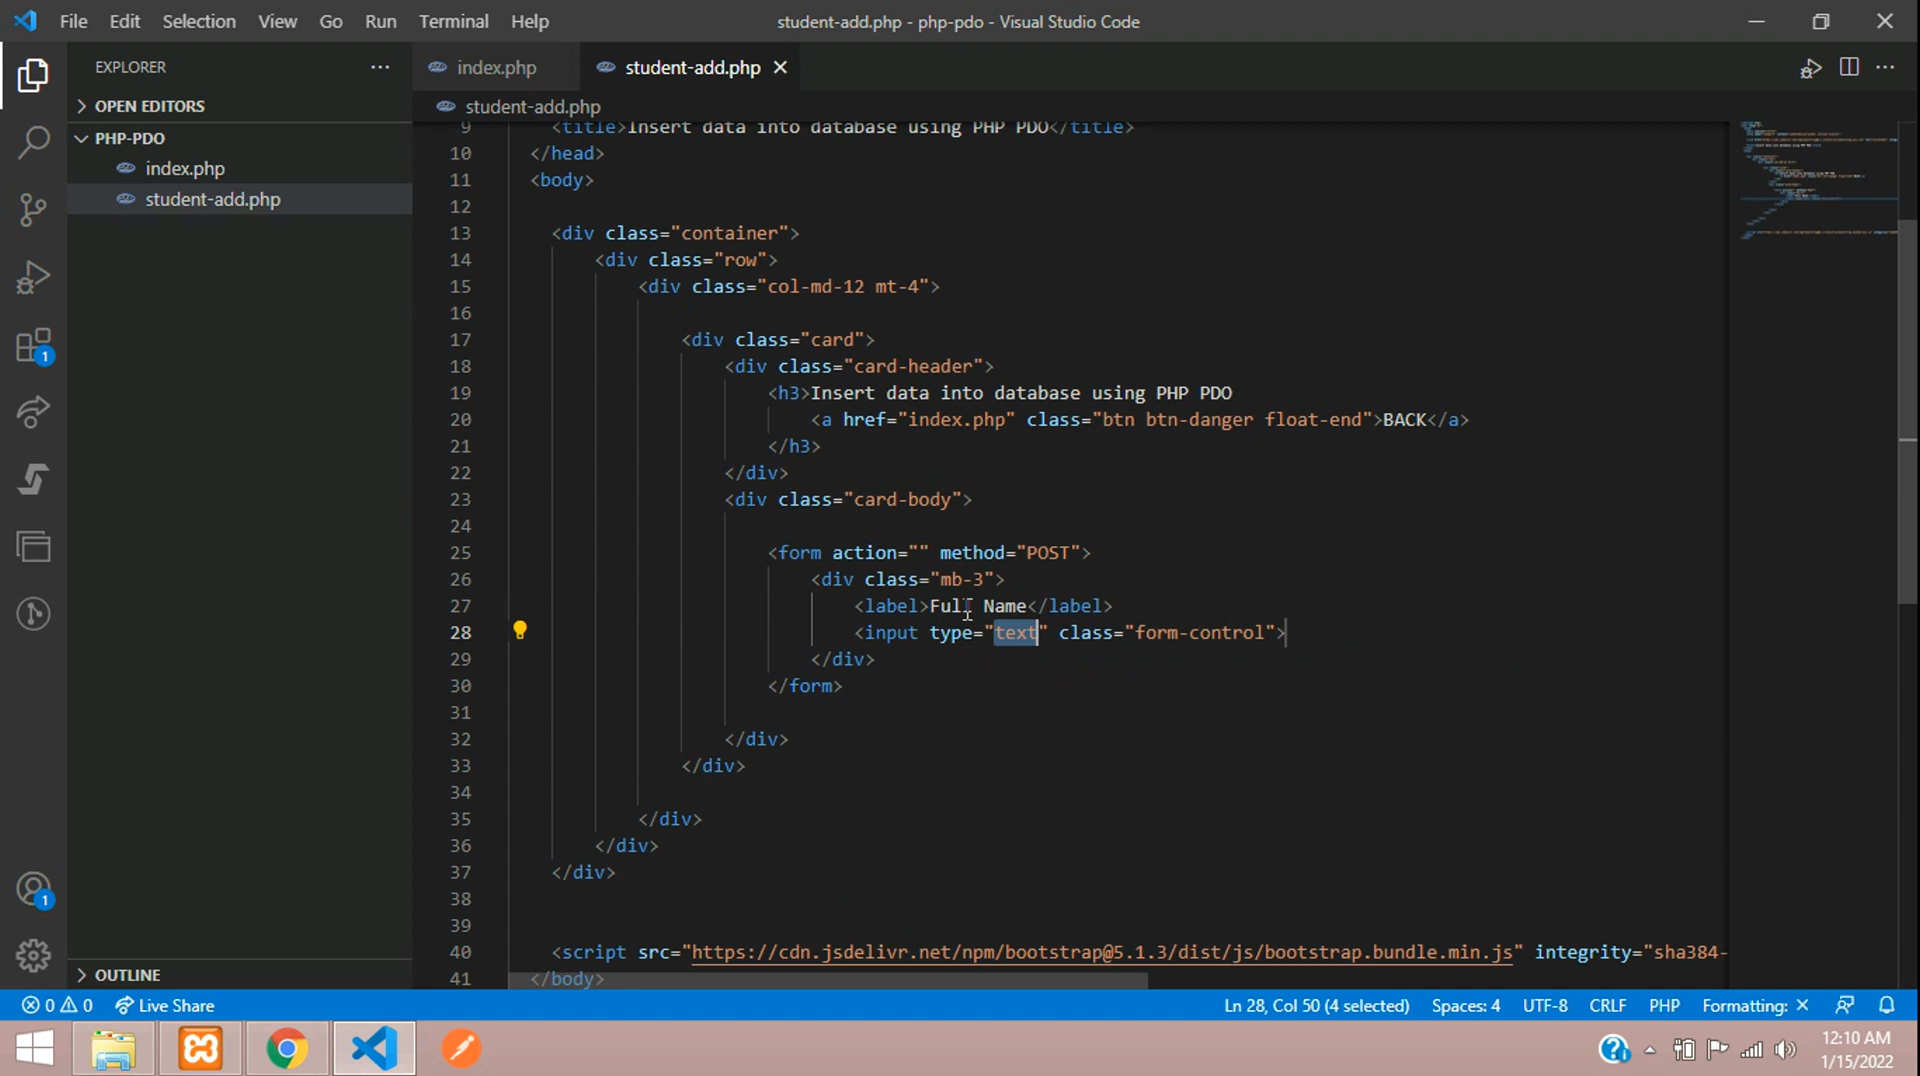 File Edit Selection View Go Run Terminal Help student-add.php - php-pdo - Visual Studio Code
EXPLORER
OPEN EDITORS
PHP-PDO
index.php
student-add.php
OUTLINE
index.php student-add.php
student-add.php
9 <title>Insert data into database using PHP PDO</title>
10 </head>
11 <body>
12
13 <div class="container">
14 <div class="row">
15 <div class="col-md-12 mt-4">
16
17 <div class="card">
18 <div class="card-header">
19 <h3>Insert data into database using PHP PDO
20 <a href="index.php" class="btn btn-danger float-end">BACK</a>
21 </h3>
22 </div>
23 <div class="card-body">
24
25 <form action="" method="POST">
26 <div class="mb-3">
27 <label>Full Name</label>
28 <input type="text" class="form-control">
29 </div>
30 </form>
31
32 </div>
33 </div>
34
35 </div>
36 </div>
37 </div>
38
39
40 <script src="https://cdn.jsdelivr.net/npm/bootstrap@5.1.3/dist/js/bootstrap.bundle.min.js" integrity="sha384-
41 </body>
1
1
0 0 Live Share Ln 28, Col 50 (4 selected) Spaces: 4 UTF-8 CRLF PHP Formatting: ×
12:10 AM
1/15/2022